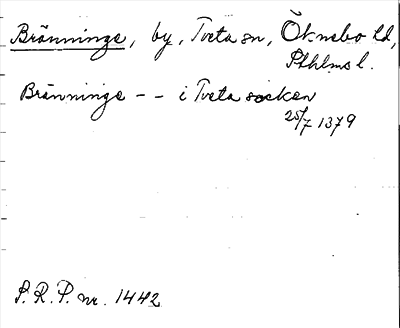 Bränninge, by, Tveta sn, Öknebo hd,
Sthlms l.
Bränninge -- i Tveta socken
25/7 1379
S. R. P. nr. 1442